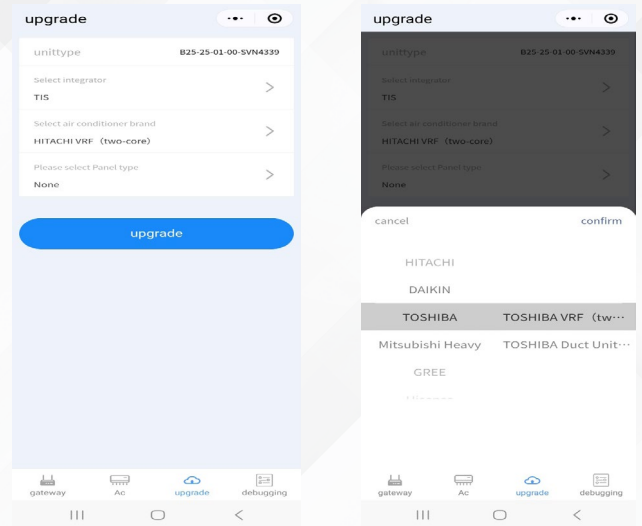 upgrade
unittype B25-25-01-00-SVN4339
Select integrator
TIS
Select air conditioner brand
HITACHI VRF (two-core)
Please select Panel type
None
upgrade
gateway Ac upgrade debugging
upgrade
unittype B25-25-01-00-SVN4339
Select integrator
TIS
Select air conditioner brand
HITACHI VRF (two-core)
Please select Panel type
None
cancel confirm
HITACHI
DAIKIN
TOSHIBA TOSHIBA VRF (tw···
Mitsubishi Heavy TOSHIBA Duct Unit···
GREE
gateway Ac upgrade debugging